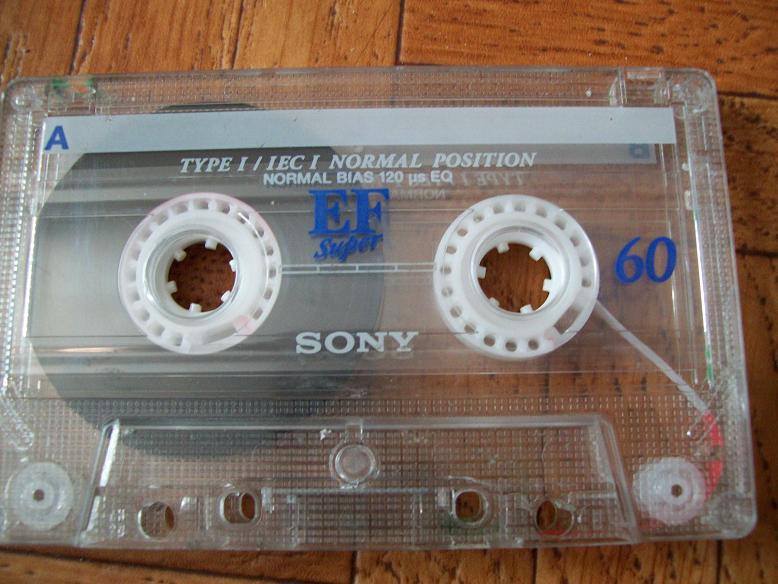 A
TYPE I / IEC I NORMAL POSITION
NORMAL BIAS 120 µs EQ
EF
Super
60
SONY